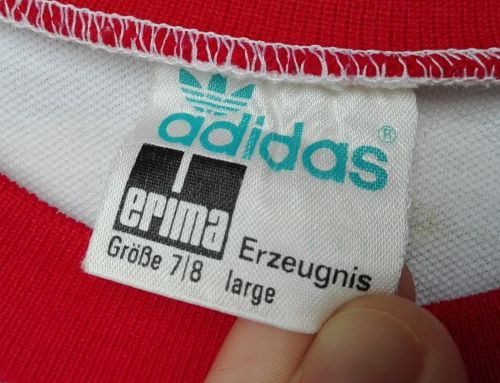 adidas ®
erima Erzeugnis
Größe 7/8 large